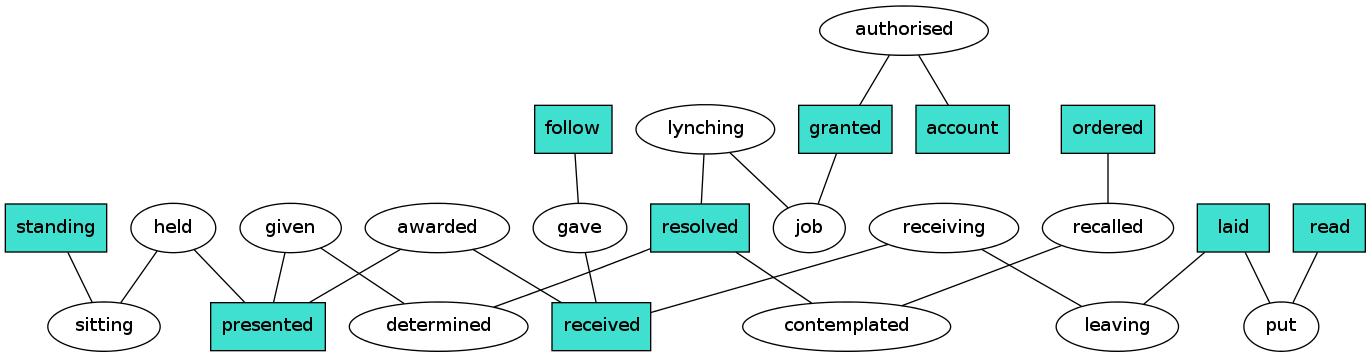 authorised
follow
lynching
granted
account
ordered
standing
held
given
awarded
gave
resolved
job
receiving
recalled
laid
read
sitting
presented
determined
received
contemplated
leaving
put